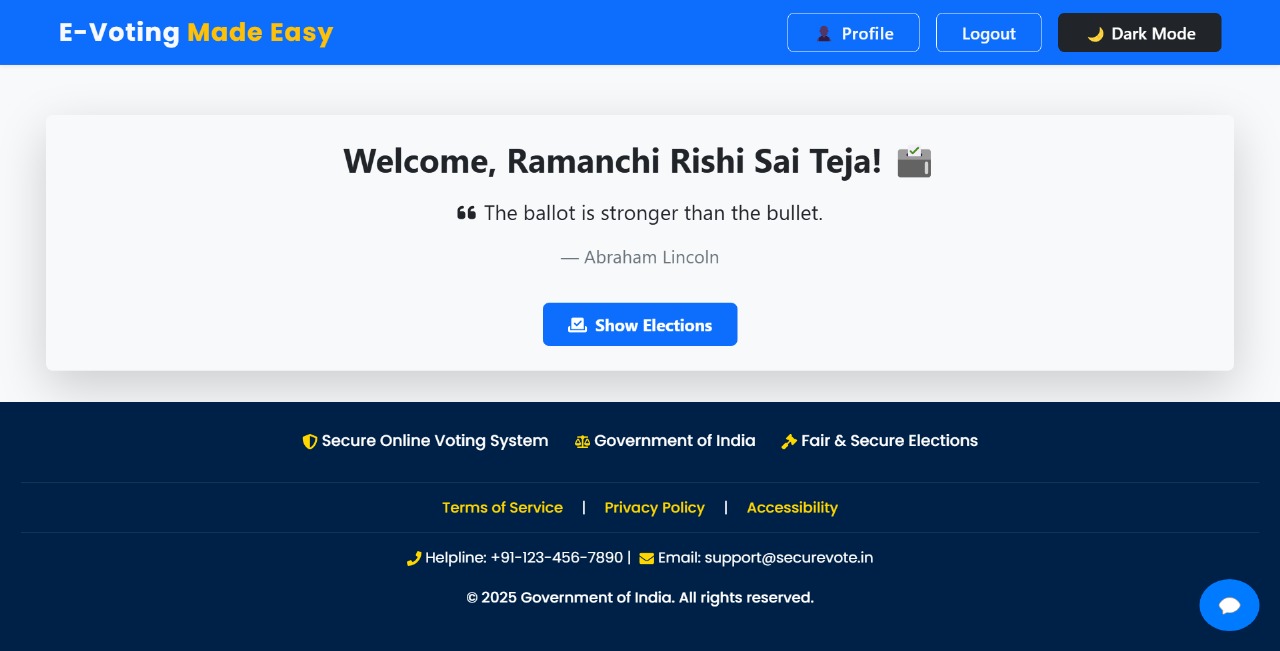 E-Voting Made Easy
Profile
Logout
Dark Mode
Welcome, Ramanchi Rishi Sai Teja!
❝ The ballot is stronger than the bullet.
— Abraham Lincoln
Show Elections
Secure Online Voting System Government of India Fair & Secure Elections
Terms of Service | Privacy Policy | Accessibility
Helpline: +91-123-456-7890 | Email: support@securevote.in
© 2025 Government of India. All rights reserved.